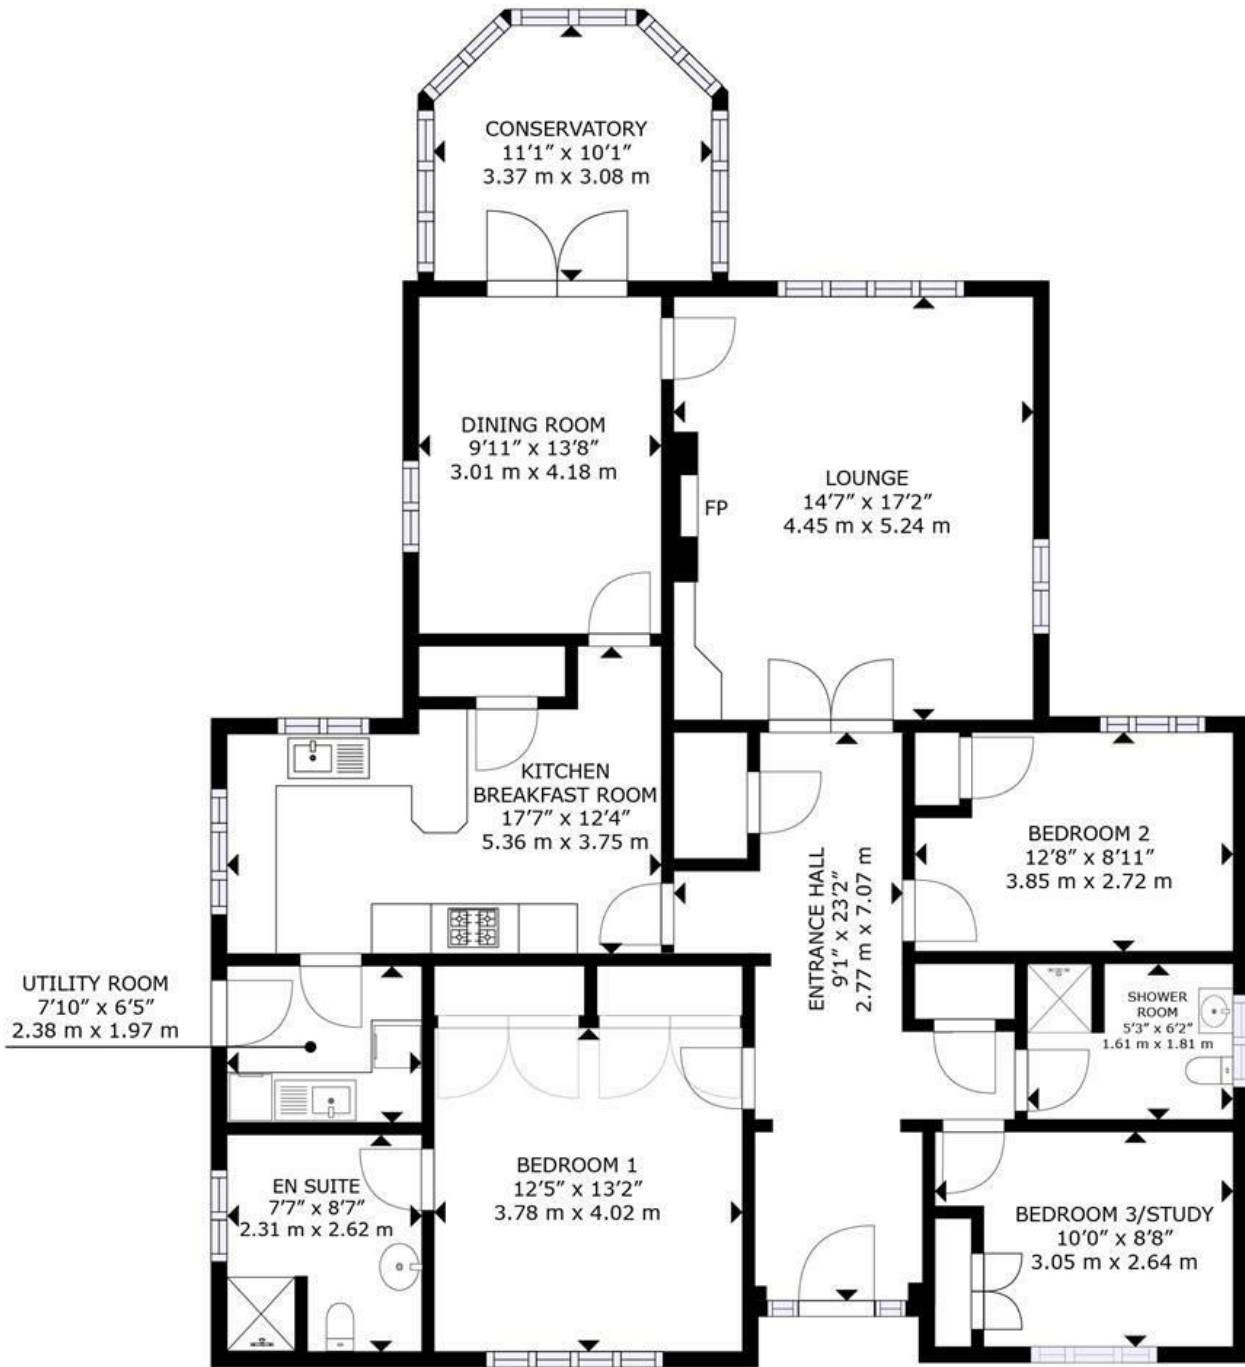 CONSERVATORY
11'1" x 10'1"
3.37 m x 3.08 m
DINING ROOM
9'11" x 13'8"
3.01 m x 4.18 m
LOUNGE
14'7" x 17'2"
4.45 m x 5.24 m
FP
KITCHEN
BREAKFAST ROOM
17'7" x 12'4"
5.36 m x 3.75 m
ENTRANCE HALL
9'1" x 23'2"
2.77 m x 7.07 m
BEDROOM 2
12'8" x 8'11"
3.85 m x 2.72 m
UTILITY ROOM
7'10" x 6'5"
2.38 m x 1.97 m
SHOWER
ROOM
5'3" x 6'2"
1.61 m x 1.81 m
EN SUITE
7'7" x 8'7"
2.31 m x 2.62 m
BEDROOM 1
12'5" x 13'2"
3.78 m x 4.02 m
BEDROOM 3/STUDY
10'0" x 8'8"
3.05 m x 2.64 m